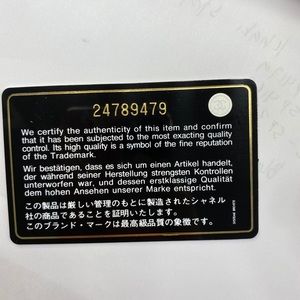 24789479
We certify the authenticity of this item and confirm
that it has been subjected to the most exacting quality
control. Its high quality is a symbol of the fine reputation
of the Trademark.
Wir bestätigen, dass es sich um einen Artikel handelt,
der während seiner Herstellung strengsten Kontrollen
unterworfen war, und dessen erstklassige Qualität
dem hohen Ansehen unserer Marke entspricht.
この製品は厳しい管理のもとに製造されたシャネル
社の商品であることを証明いたします。
このブランド・マークは最高級品質の象徴です。